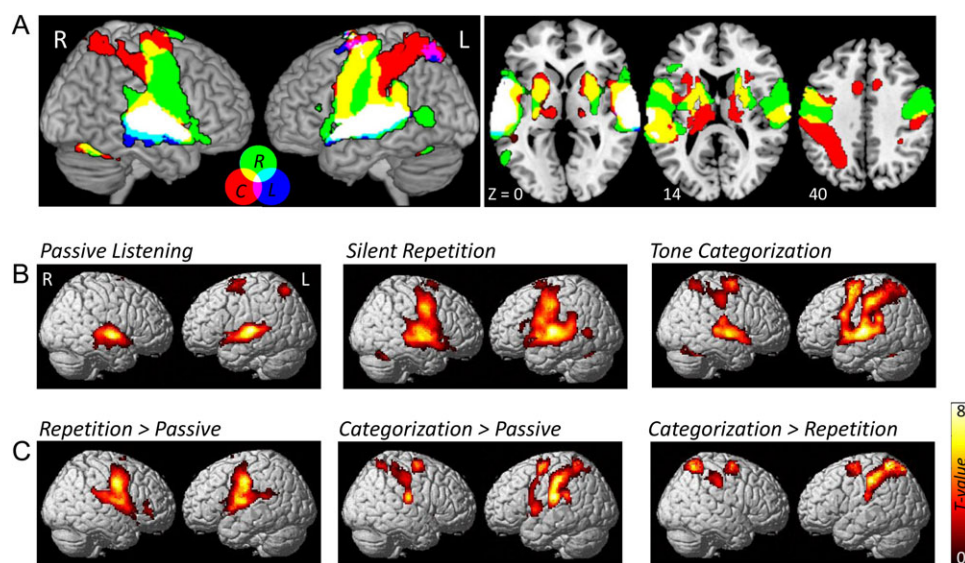 A
R
L
R
C
L
Z = 0
14
40
B
Passive Listening
Silent Repetition
Tone Categorization
R
L
C
Repetition > Passive
Categorization > Passive
Categorization > Repetition
8
T-value
0